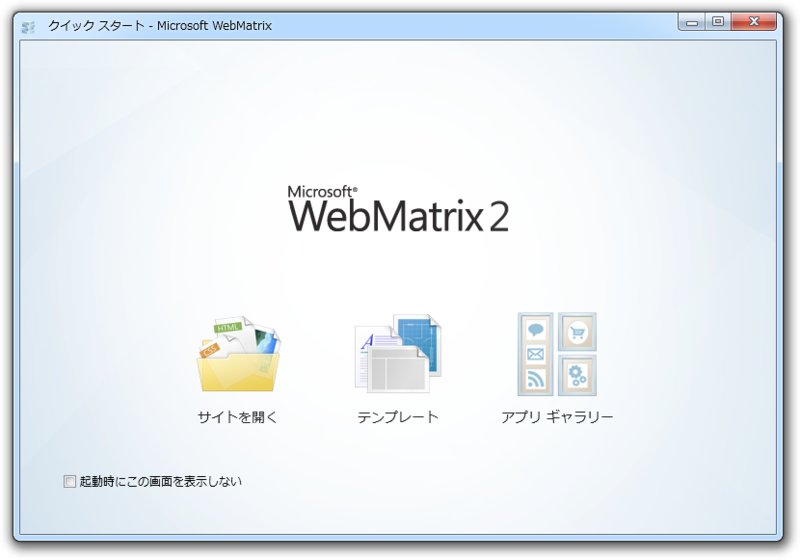 クイック スタート - Microsoft WebMatrix
Microsoft®
WebMatrix 2
HTML
CSS
A
サイトを開く
テンプレート
アプリ ギャラリー
起動時にこの画面を表示しない